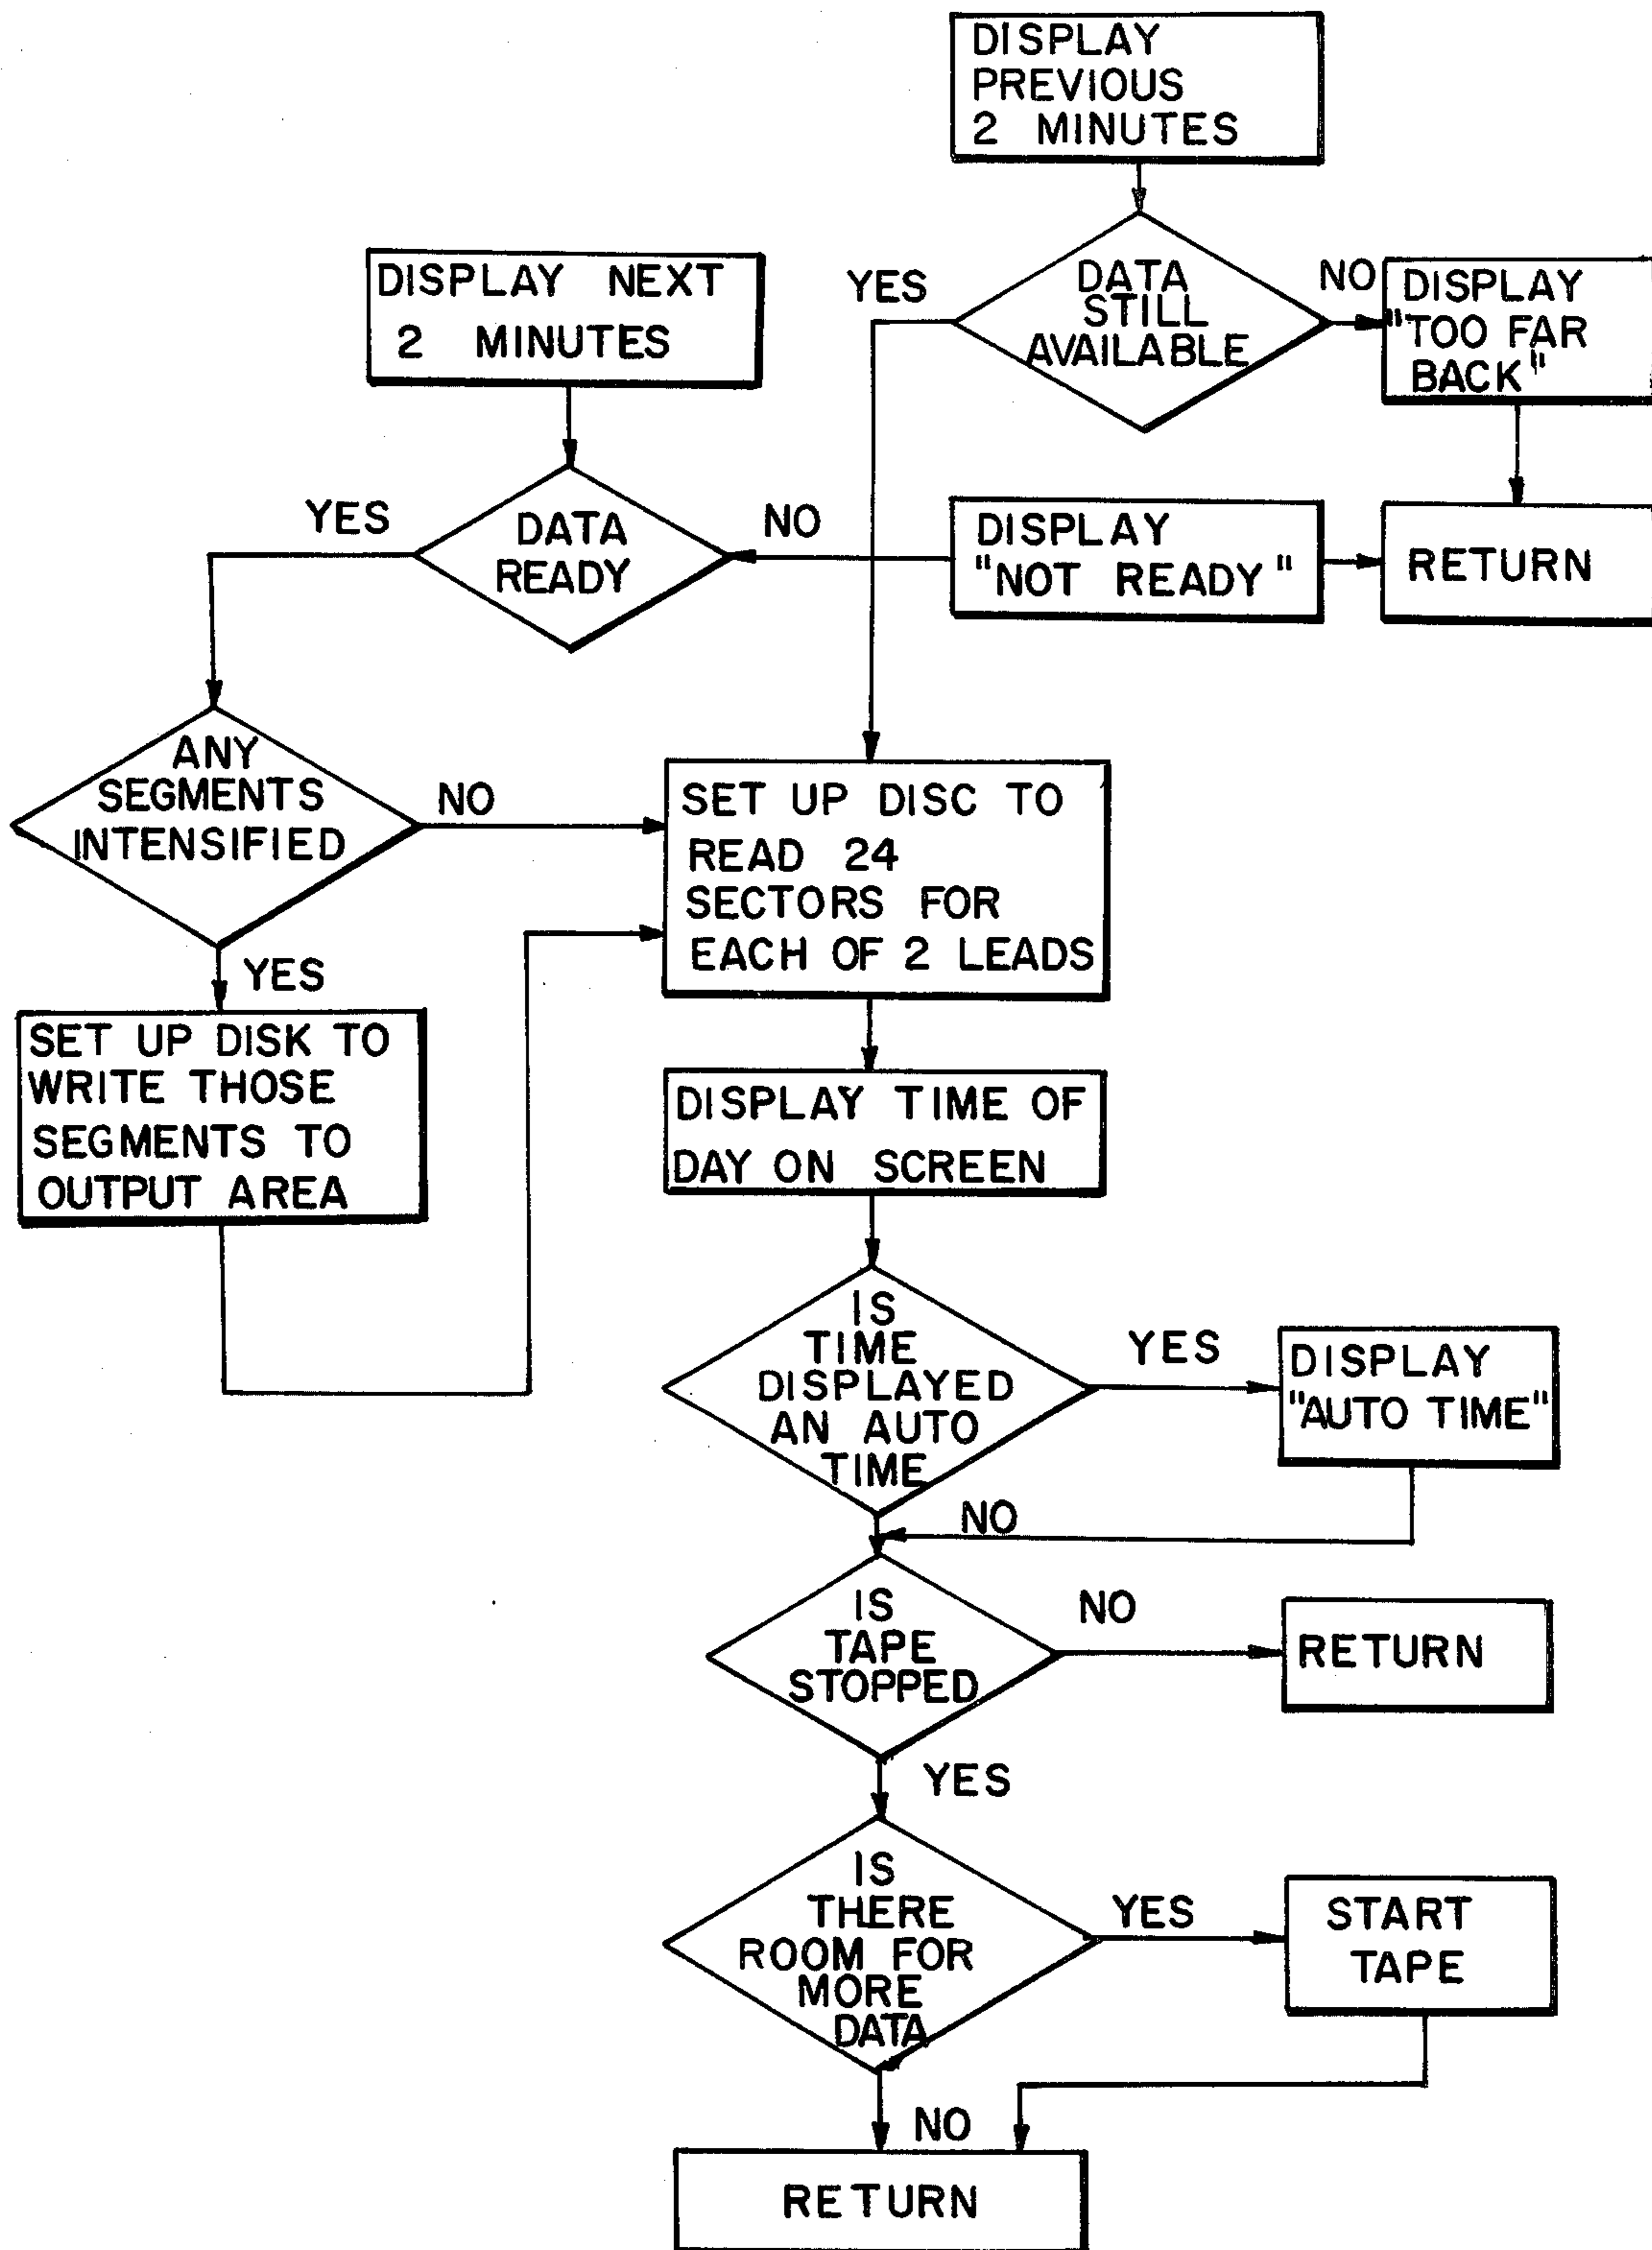 DISPLAY
PREVIOUS
2 MINUTES
DISPLAY NEXT
2 MINUTES
YES
DATA
STILL
AVAILABLE
NO
DISPLAY
"TOO FAR
BACK"
YES
DATA
READY
NO
DISPLAY
"NOT READY"
RETURN
ANY
SEGMENTS
INTENSIFIED
NO
YES
SET UP DISC TO
READ 24
SECTORS FOR
EACH OF 2 LEADS
SET UP DISK TO
WRITE THOSE
SEGMENTS TO
OUTPUT AREA
DISPLAY TIME OF
DAY ON SCREEN
IS
TIME
DISPLAYED
AN AUTO
TIME
YES
DISPLAY
"AUTO TIME"
NO
IS
TAPE
STOPPED
NO
RETURN
YES
IS
THERE
ROOM FOR
MORE
DATA
YES
START
TAPE
NO
RETURN